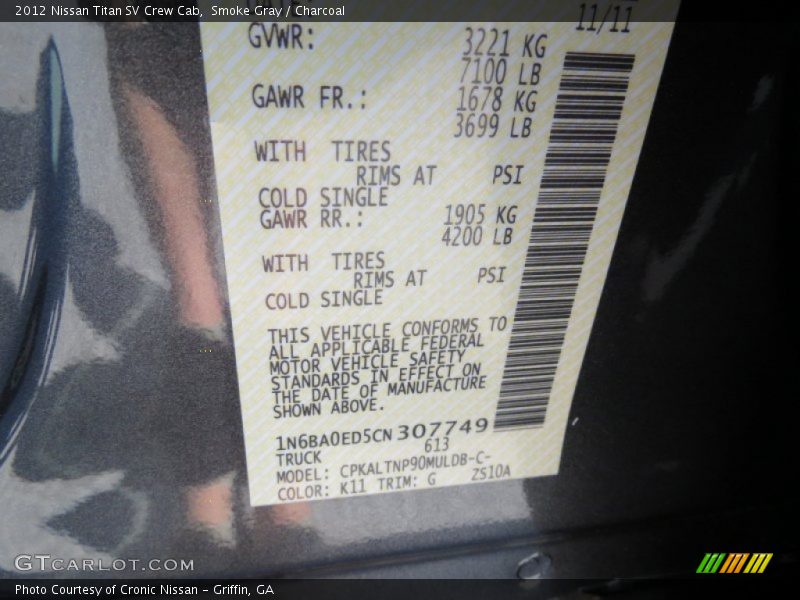 2012 Nissan Titan SV Crew Cab, Smoke Gray / Charcoal
11/11
GVWR: 3221 KG
7100 LB
GAWR FR.: 1678 KG
3699 LB
WITH TIRES
RIMS AT PSI
COLD SINGLE
GAWR RR.: 1905 KG
4200 LB
WITH TIRES
RIMS AT PSI
COLD SINGLE
THIS VEHICLE CONFORMS TO
ALL APPLICABLE FEDERAL
MOTOR VEHICLE SAFETY
STANDARDS IN EFFECT ON
THE DATE OF MANUFACTURE
SHOWN ABOVE.
1N6BA0ED5CN307749
TRUCK 613
MODEL: CPKALTNP90MULDB-C-
COLOR: K11 TRIM: G ZS10A
GTCARLOT.COM
Photo Courtesy of Cronic Nissan - Griffin, GA